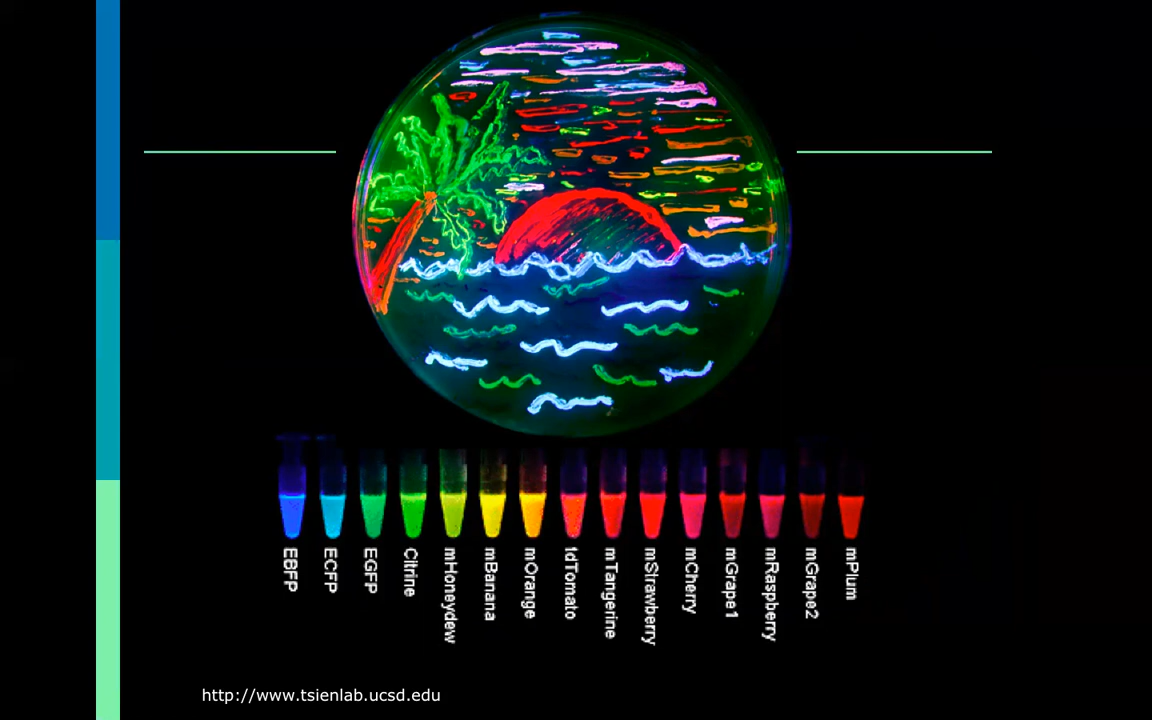 EBFP
ECFP
EGFP
Citrine
mHoneydew
mBanana
mOrange
tdTomato
mTangerine
mStrawberry
mCherry
mGrape1
mRaspberry
mGrape2
mPlum
http://www.tsienlab.ucsd.edu